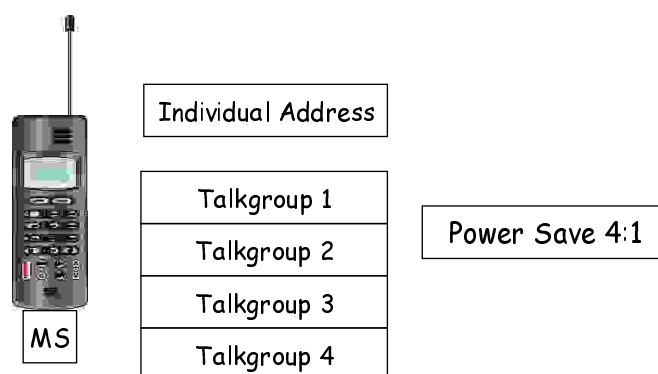 Individual Address
Talkgroup 1
Talkgroup 2
Power Save 4:1
Talkgroup 3
MS
Talkgroup 4